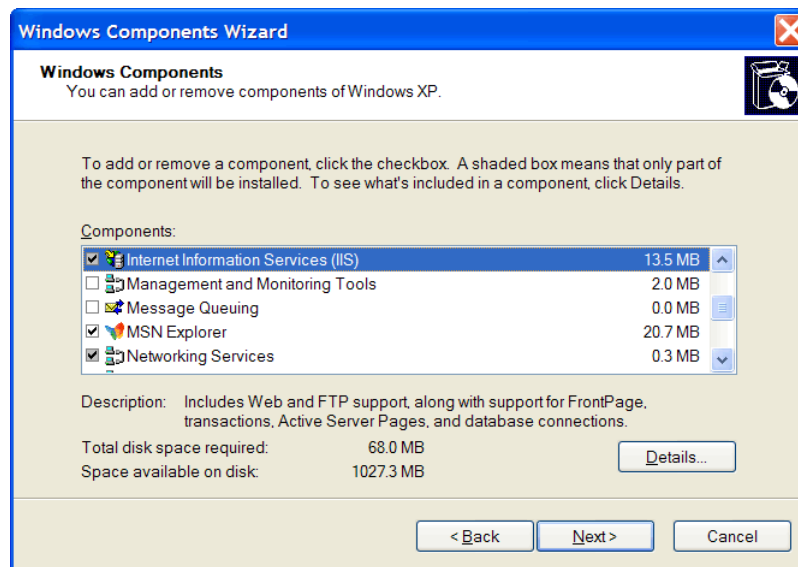 Windows Components Wizard
Windows Components
You can add or remove components of Windows XP.
To add or remove a component, click the checkbox. A shaded box means that only part of
the component will be installed. To see what's included in a component, click Details.
Components:
Internet Information Services (IIS) 13.5 MB
Management and Monitoring Tools 2.0 MB
Message Queuing 0.0 MB
MSN Explorer 20.7 MB
Networking Services 0.3 MB
Description: Includes Web and FTP support, along with support for FrontPage,
transactions, Active Server Pages, and database connections.
Total disk space required: 68.0 MB
Space available on disk: 1027.3 MB
Details...
< Back Next > Cancel